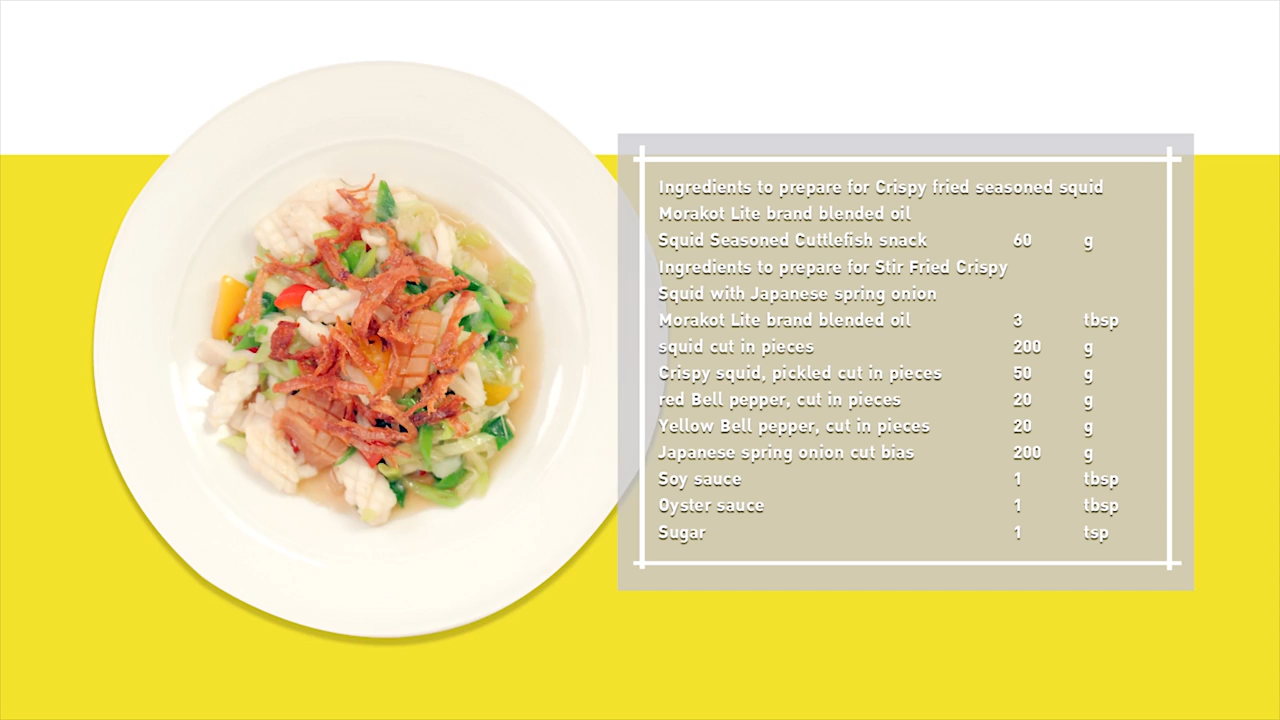 Ingredients to prepare for Crispy fried seasoned squid
Morakot Lite brand blended oil
Squid Seasoned Cuttlefish snack 60 g
Ingredients to prepare for Stir Fried Crispy
Squid with Japanese spring onion
Morakot Lite brand blended oil 3 tbsp
squid cut in pieces 200 g
Crispy squid, pickled cut in pieces 50 g
red Bell pepper, cut in pieces 20 g
Yellow Bell pepper, cut in pieces 20 g
Japanese spring onion cut bias 200 g
Soy sauce 1 tbsp
Oyster sauce 1 tbsp
Sugar 1 tsp